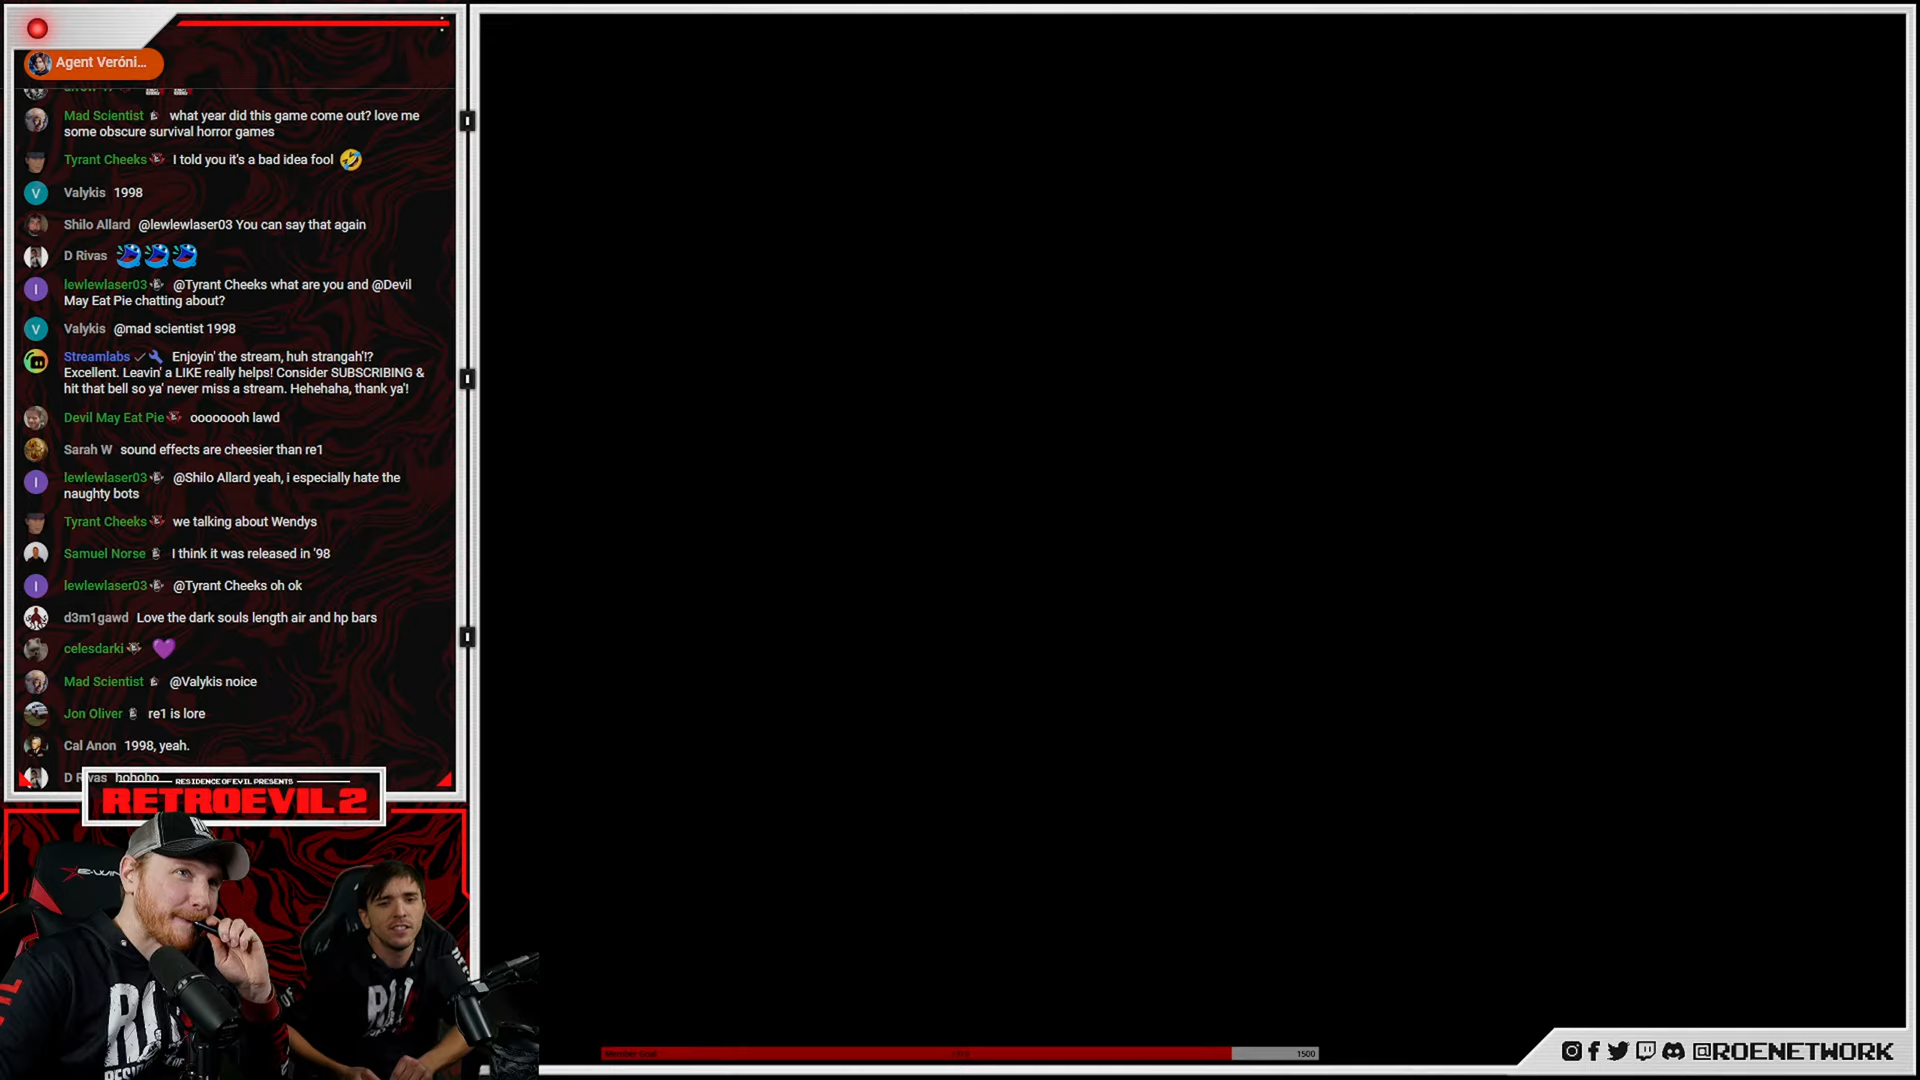 Agent Veróni...
Mad Scientist what year did this game come out? love me
some obscure survival horror games
Tyrant Cheeks I told you it's a bad idea fool
V Valykis 1998
Shilo Allard @lewlewlaser03 You can say that again
D Rivas
l lewlewlaser03 @Tyrant Cheeks what are you and @Devil
May Eat Pie chatting about?
V Valykis @mad scientist 1998
Streamlabs Enjoyin' the stream, huh strangah'!?
Excellent. Leavin' a LIKE really helps! Consider SUBSCRIBING &
hit that bell so ya' never miss a stream. Hehehaha, thank ya'!
Devil May Eat Pie oooooooh lawd
Sarah W sound effects are cheesier than re1
l lewlewlaser03 @Shilo Allard yeah, i especially hate the
naughty bots
Tyrant Cheeks we talking about Wendys
Samuel Norse I think it was released in '98
l lewlewlaser03 @Tyrant Cheeks oh ok
d3m1gawd Love the dark souls length air and hp bars
celesdarki
Mad Scientist @Valykis noice
Jon Oliver re1 is lore
Cal Anon 1998, yeah.
D Rivas hohoho
RESIDENCE OF EVIL PRESENTS
RETROEVIL 2
E-WIN
Member Goal
1500
@ROENETWORK